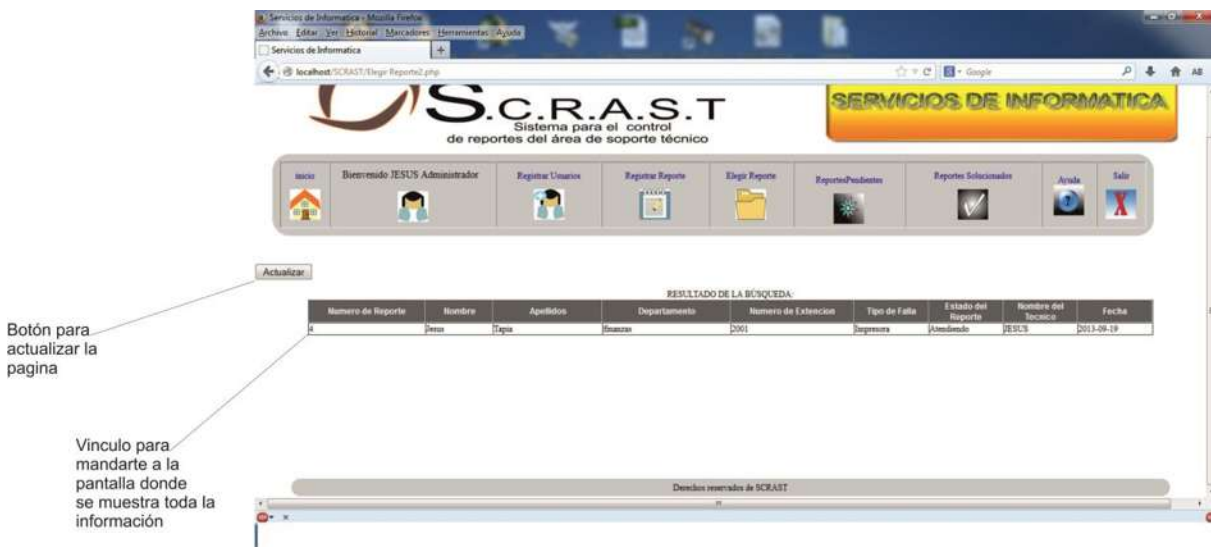 Servicios de Informatica - Mozilla Firefox
Archivo Editar Ver Historial Marcadores Herramientas Ayuda
Servicios de Informatica
localhost/SCRAST/Elegir Reporte2.php
Google
S.C.R.A.S.T
Sistema para el control
de reportes del área de soporte técnico
SERVICIOS DE INFORMATICA
inicio
Bienvenido JESUS Administrador
Registrar Usuarios
Registrar Reporte
Elegir Reporte
ReportesPendientes
Reportes Solucionados
Ayuda
Salir
Actualizar
RESULTADO DE LA BÚSQUEDA:
Numero de Reporte Nombre Apellidos Departamento Numero de Extencion Tipo de Falla Estado del Reporte Nombre del Tecnico Fecha
4 Jesus Tapia finanzas 2001 Impresora Atendiendo JESUS 2013-09-19
Botón para
actualizar la
pagina
Vinculo para
mandarte a la
pantalla donde
se muestra toda la
información
Derechos reservados de SCRAST